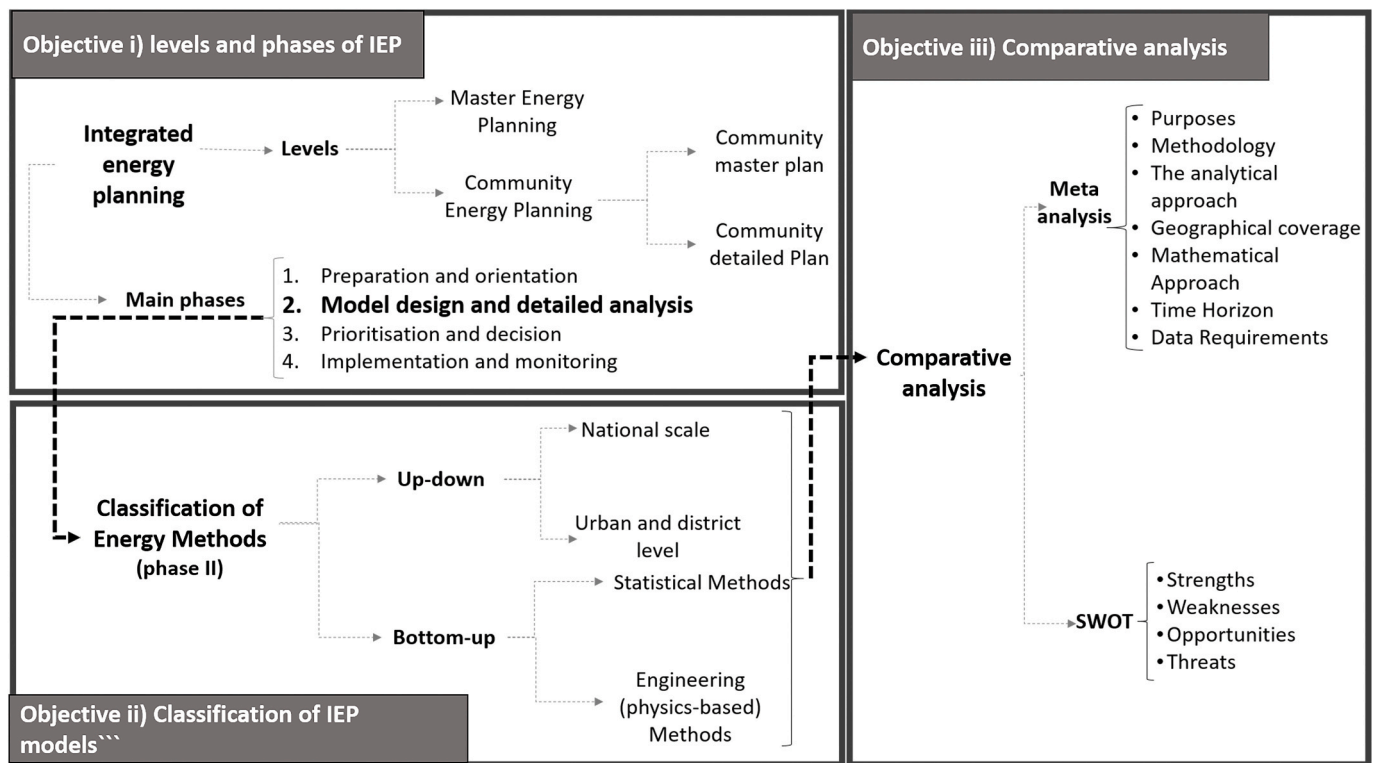 Objective i) levels and phases of IEP
Integrated
energy
planning
Levels
Master Energy
Planning
Community
Energy Planning
Community
master plan
Community
detailed Plan
Main phases
1. Preparation and orientation
2. Model design and detailed analysis
3. Prioritisation and decision
4. Implementation and monitoring
Classification of
Energy Methods
(phase II)
Up-down
National scale
Urban and district
level
Bottom-up
Statistical Methods
Engineering
(physics-based)
Methods
Objective ii) Classification of IEP
models```
Objective iii) Comparative analysis
Comparative
analysis
Meta
analysis
• Purposes
• Methodology
• The analytical
approach
• Geographical coverage
• Mathematical
Approach
• Time Horizon
• Data Requirements
SWOT
• Strengths
• Weaknesses
• Opportunities
• Threats